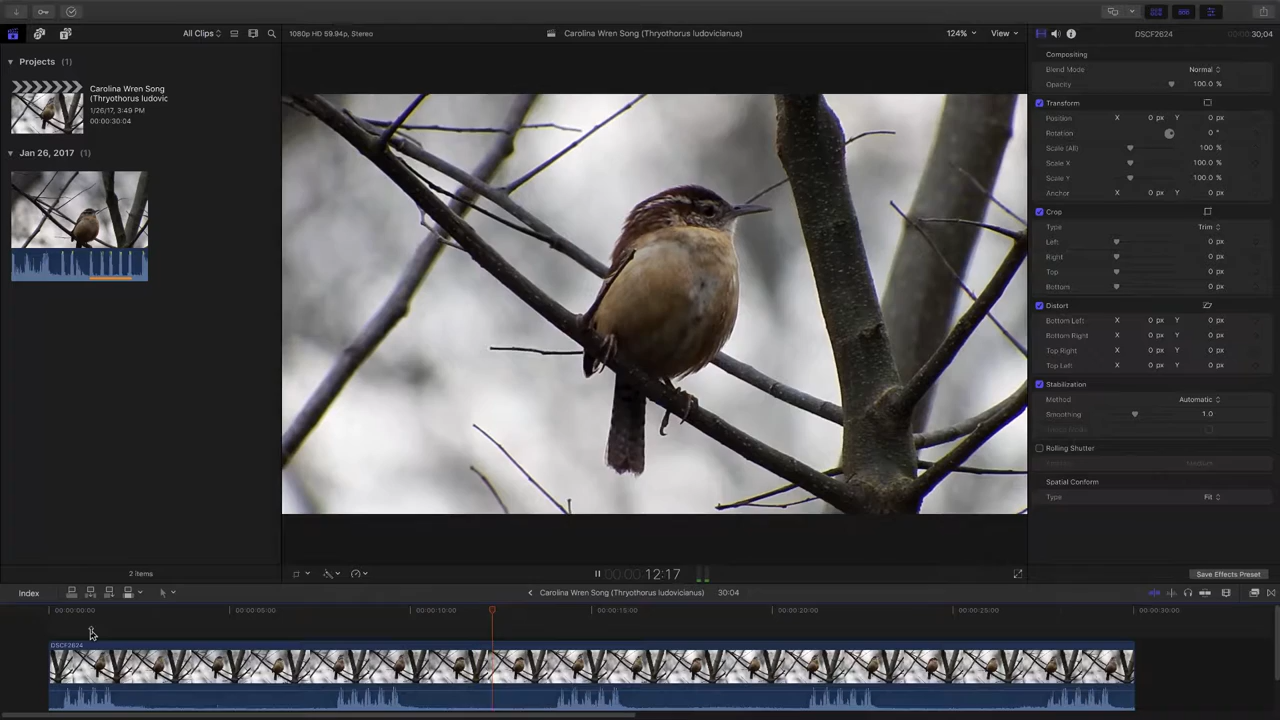 All Clips
1080p HD 59.94p, Stereo
Carolina Wren Song (Thryothorus ludovicianus)
124%
View
DSCF2624
30;04
Projects (1)
Carolina Wren Song
(Thryothorus ludovic
1/26/17, 3:49 PM
00:00:30:04
Jan 26, 2017 (1)
2 items
Compositing
Blend Mode Normal
Opacity 100.0 %
Transform
Position X 0 px Y 0 px
Rotation 0 °
Scale (All) 100 %
Scale X 100.0 %
Scale Y 100.0 %
Anchor X 0 px Y 0 px
Crop
Type Trim
Left 0 px
Right 0 px
Top 0 px
Bottom 0 px
Distort
Bottom Left X 0 px Y 0 px
Bottom Right X 0 px Y 0 px
Top Right X 0 px Y 0 px
Top Left X 0 px Y 0 px
Stabilization
Method Automatic
Smoothing 1.0
Rolling Shutter
Medium
Spatial Conform
Type Fit
00:00:00:12:17
Save Effects Preset
Index
Carolina Wren Song (Thryothorus ludovicianus) 30:04
00:00:00:00 00:00:05:00 00:00:10:00 00:00:15:00 00:00:20:00 00:00:25:00 00:00:30:00
DSCF2624